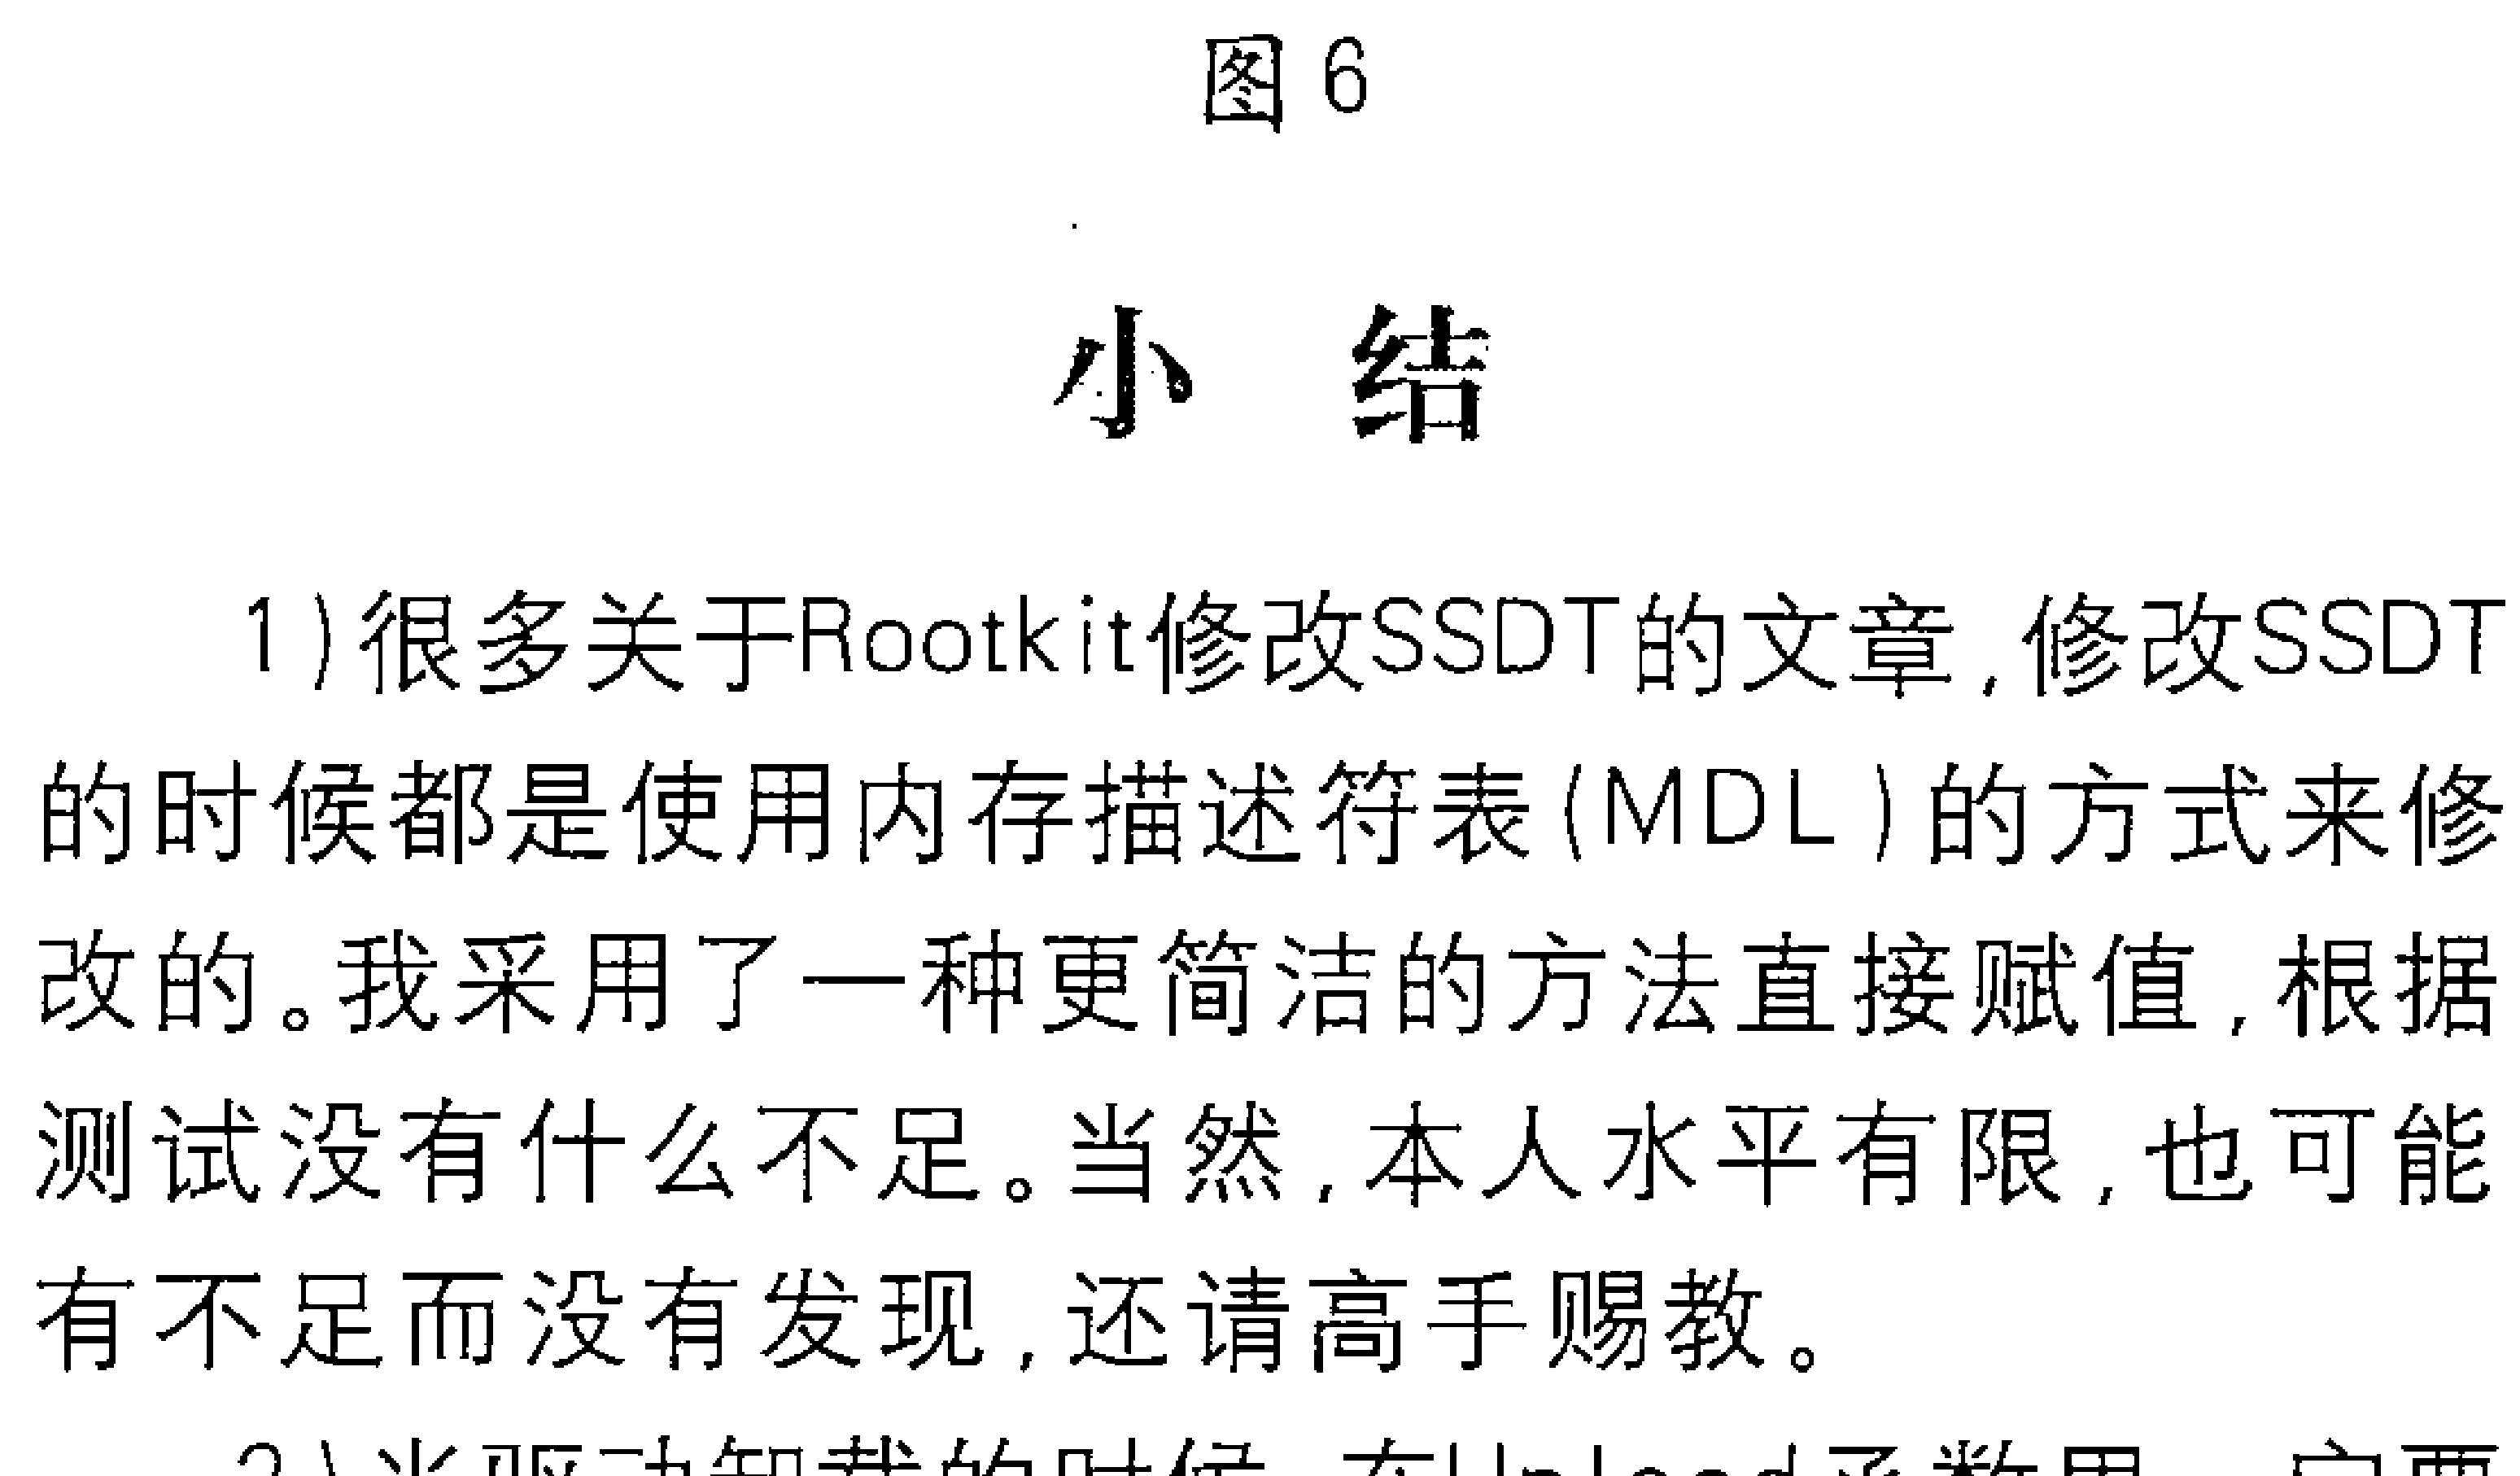 图 6
小 结
1)很多关于Rootkit修改SSDT的文章,修改SSDT
的时候都是使用内存描述符表(MDL)的方式来修
改的。我采用了一种更简洁的方法直接赋值,根据
测试没有什么不足。当然,本人水平有限,也可能
有不足而没有发现,还请高手赐教。